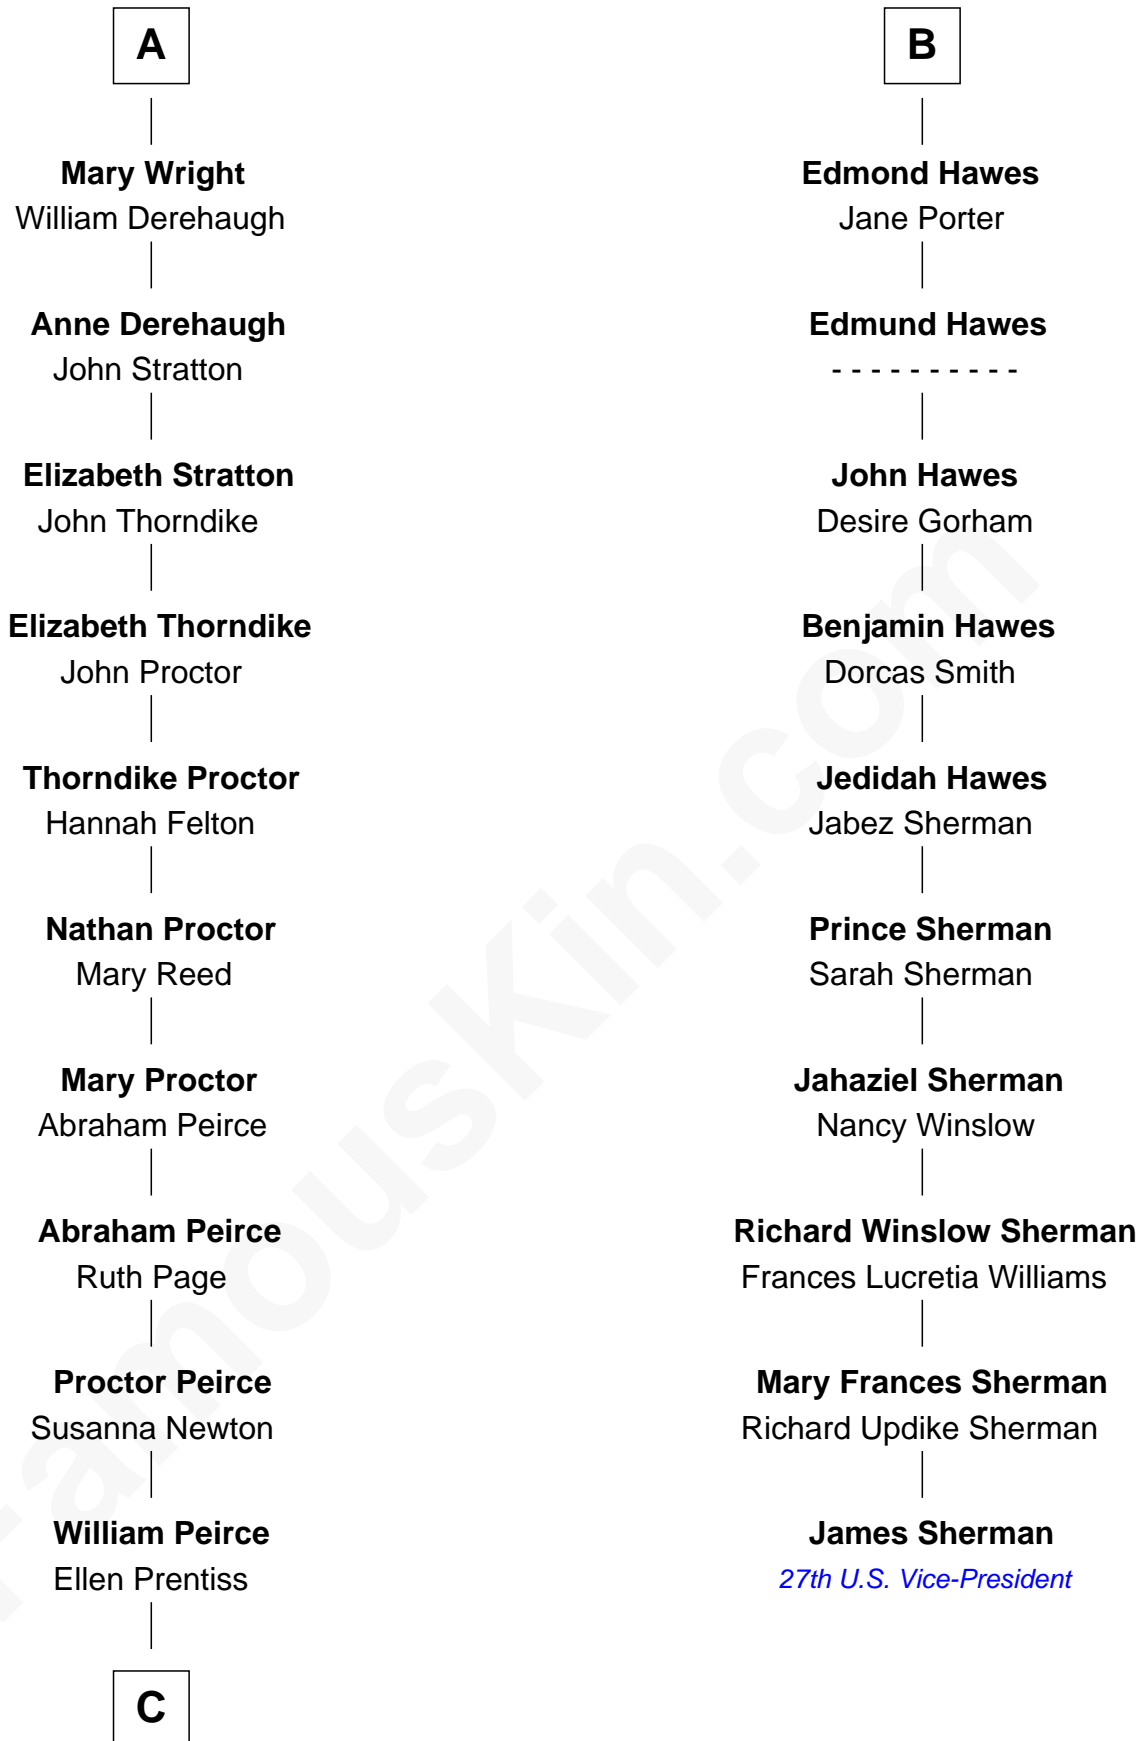 A
Mary Wright
William Derehaugh
Anne Derehaugh
John Stratton
Elizabeth Stratton
John Thorndike
Elizabeth Thorndike
John Proctor
Thorndike Proctor
Hannah Felton
Nathan Proctor
Mary Reed
Mary Proctor
Abraham Peirce
Abraham Peirce
Ruth Page
Proctor Peirce
Susanna Newton
William Peirce
Ellen Prentiss
C
B
Edmond Hawes
Jane Porter
Edmund Hawes
- - - - - - - - - -
John Hawes
Desire Gorham
Benjamin Hawes
Dorcas Smith
Jedidah Hawes
Jabez Sherman
Prince Sherman
Sarah Sherman
Jahaziel Sherman
Nancy Winslow
Richard Winslow Sherman
Frances Lucretia Williams
Mary Frances Sherman
Richard Updike Sherman
James Sherman
27th U.S. Vice-President
FamousKin.com